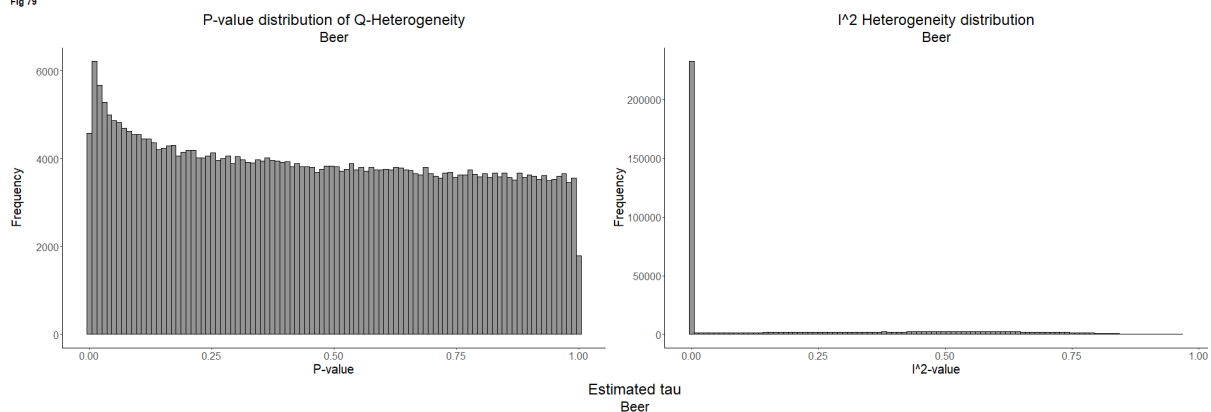 Fig 79
P-value distribution of Q-Heterogeneity
Beer
6000
4000
2000
0
Frequency
0.00
0.25
0.50
0.75
1.00
P-value
I^2 Heterogeneity distribution
Beer
200000
150000
100000
50000
0
Frequency
0.00
0.25
0.50
0.75
1.00
I^2-value
Estimated tau
Beer